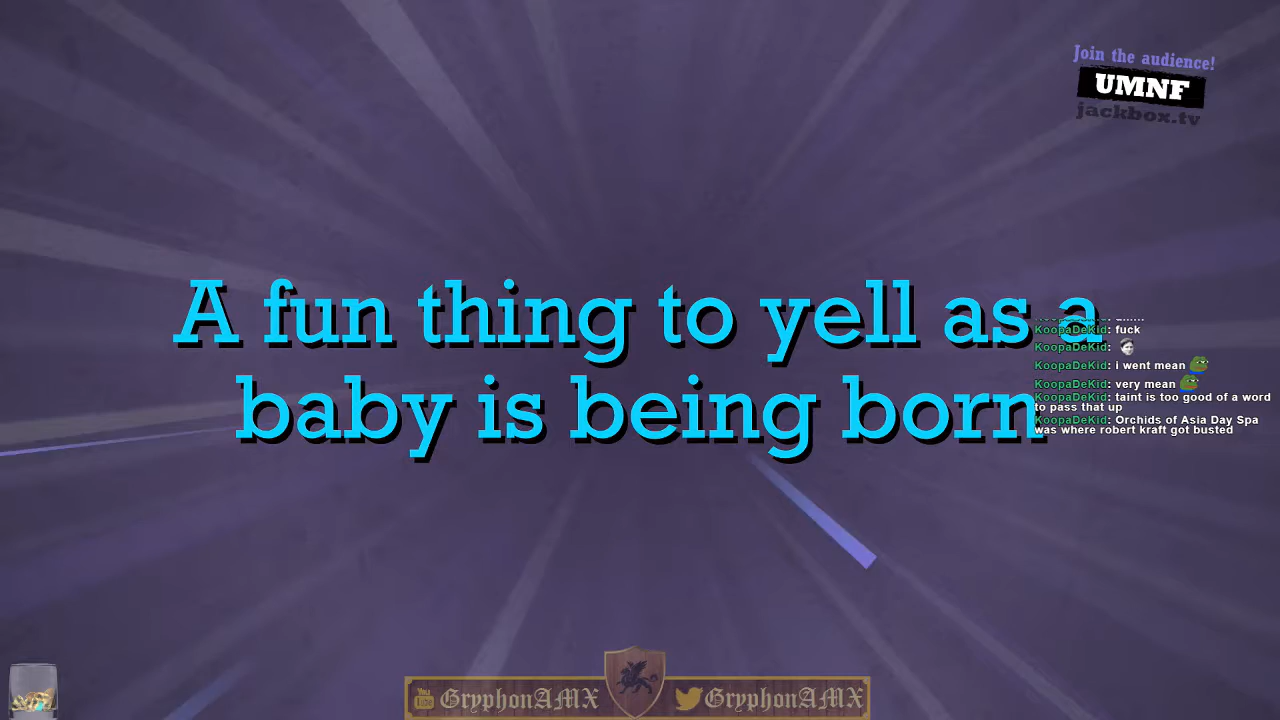 Join the audience!
UMNF
jackbox.tv
A fun thing to yell as a
baby is being born
KoopaDeKid: fuck
KoopaDeKid:
KoopaDeKid: i went mean
KoopaDeKid: very mean
KoopaDeKid: taint is too good of a word
to pass that up
KoopaDeKid: Orchids of Asia Day Spa
was where robert kraft got busted
You
Tube
GryphonAMX
GryphonAMX